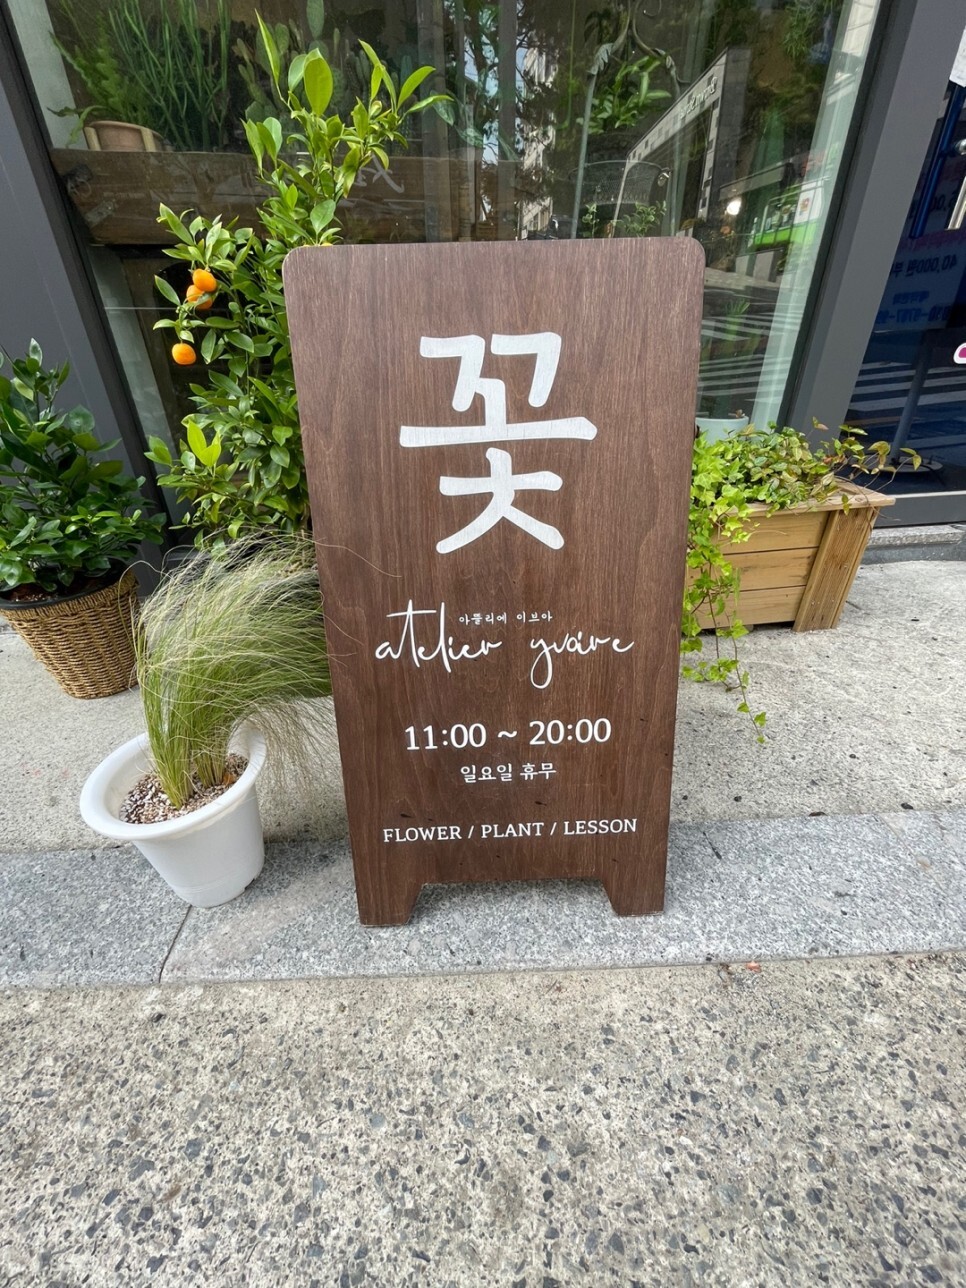 꽃
아뜰리에 이브아
atelier yvoire
11:00 ~ 20:00
일요일 휴무
FLOWER / PLANT / LESSON